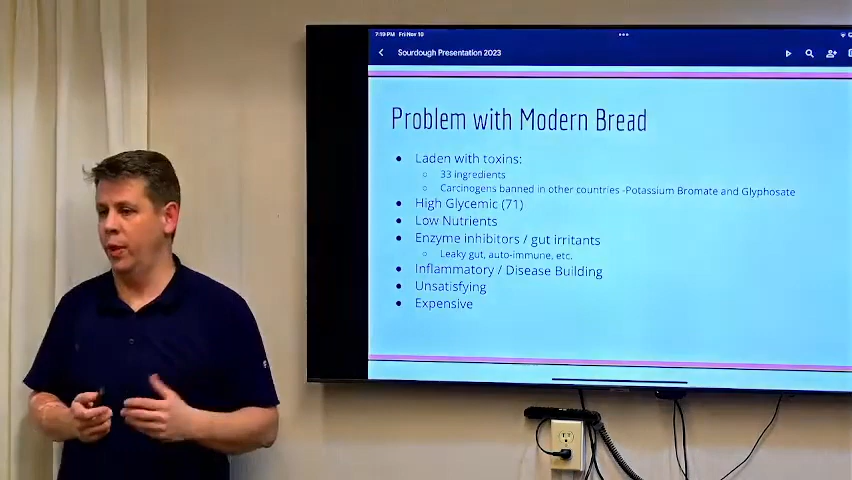 7:19 PM Fri Nov 10
Sourdough Presentation 2023
Problem with Modern Bread
● Laden with toxins:
○ 33 ingredients
○ Carcinogens banned in other countries -Potassium Bromate and Glyphosate
● High Glycemic (71)
● Low Nutrients
● Enzyme inhibitors / gut irritants
○ Leaky gut, auto-immune, etc.
● Inflammatory / Disease Building
● Unsatisfying
● Expensive